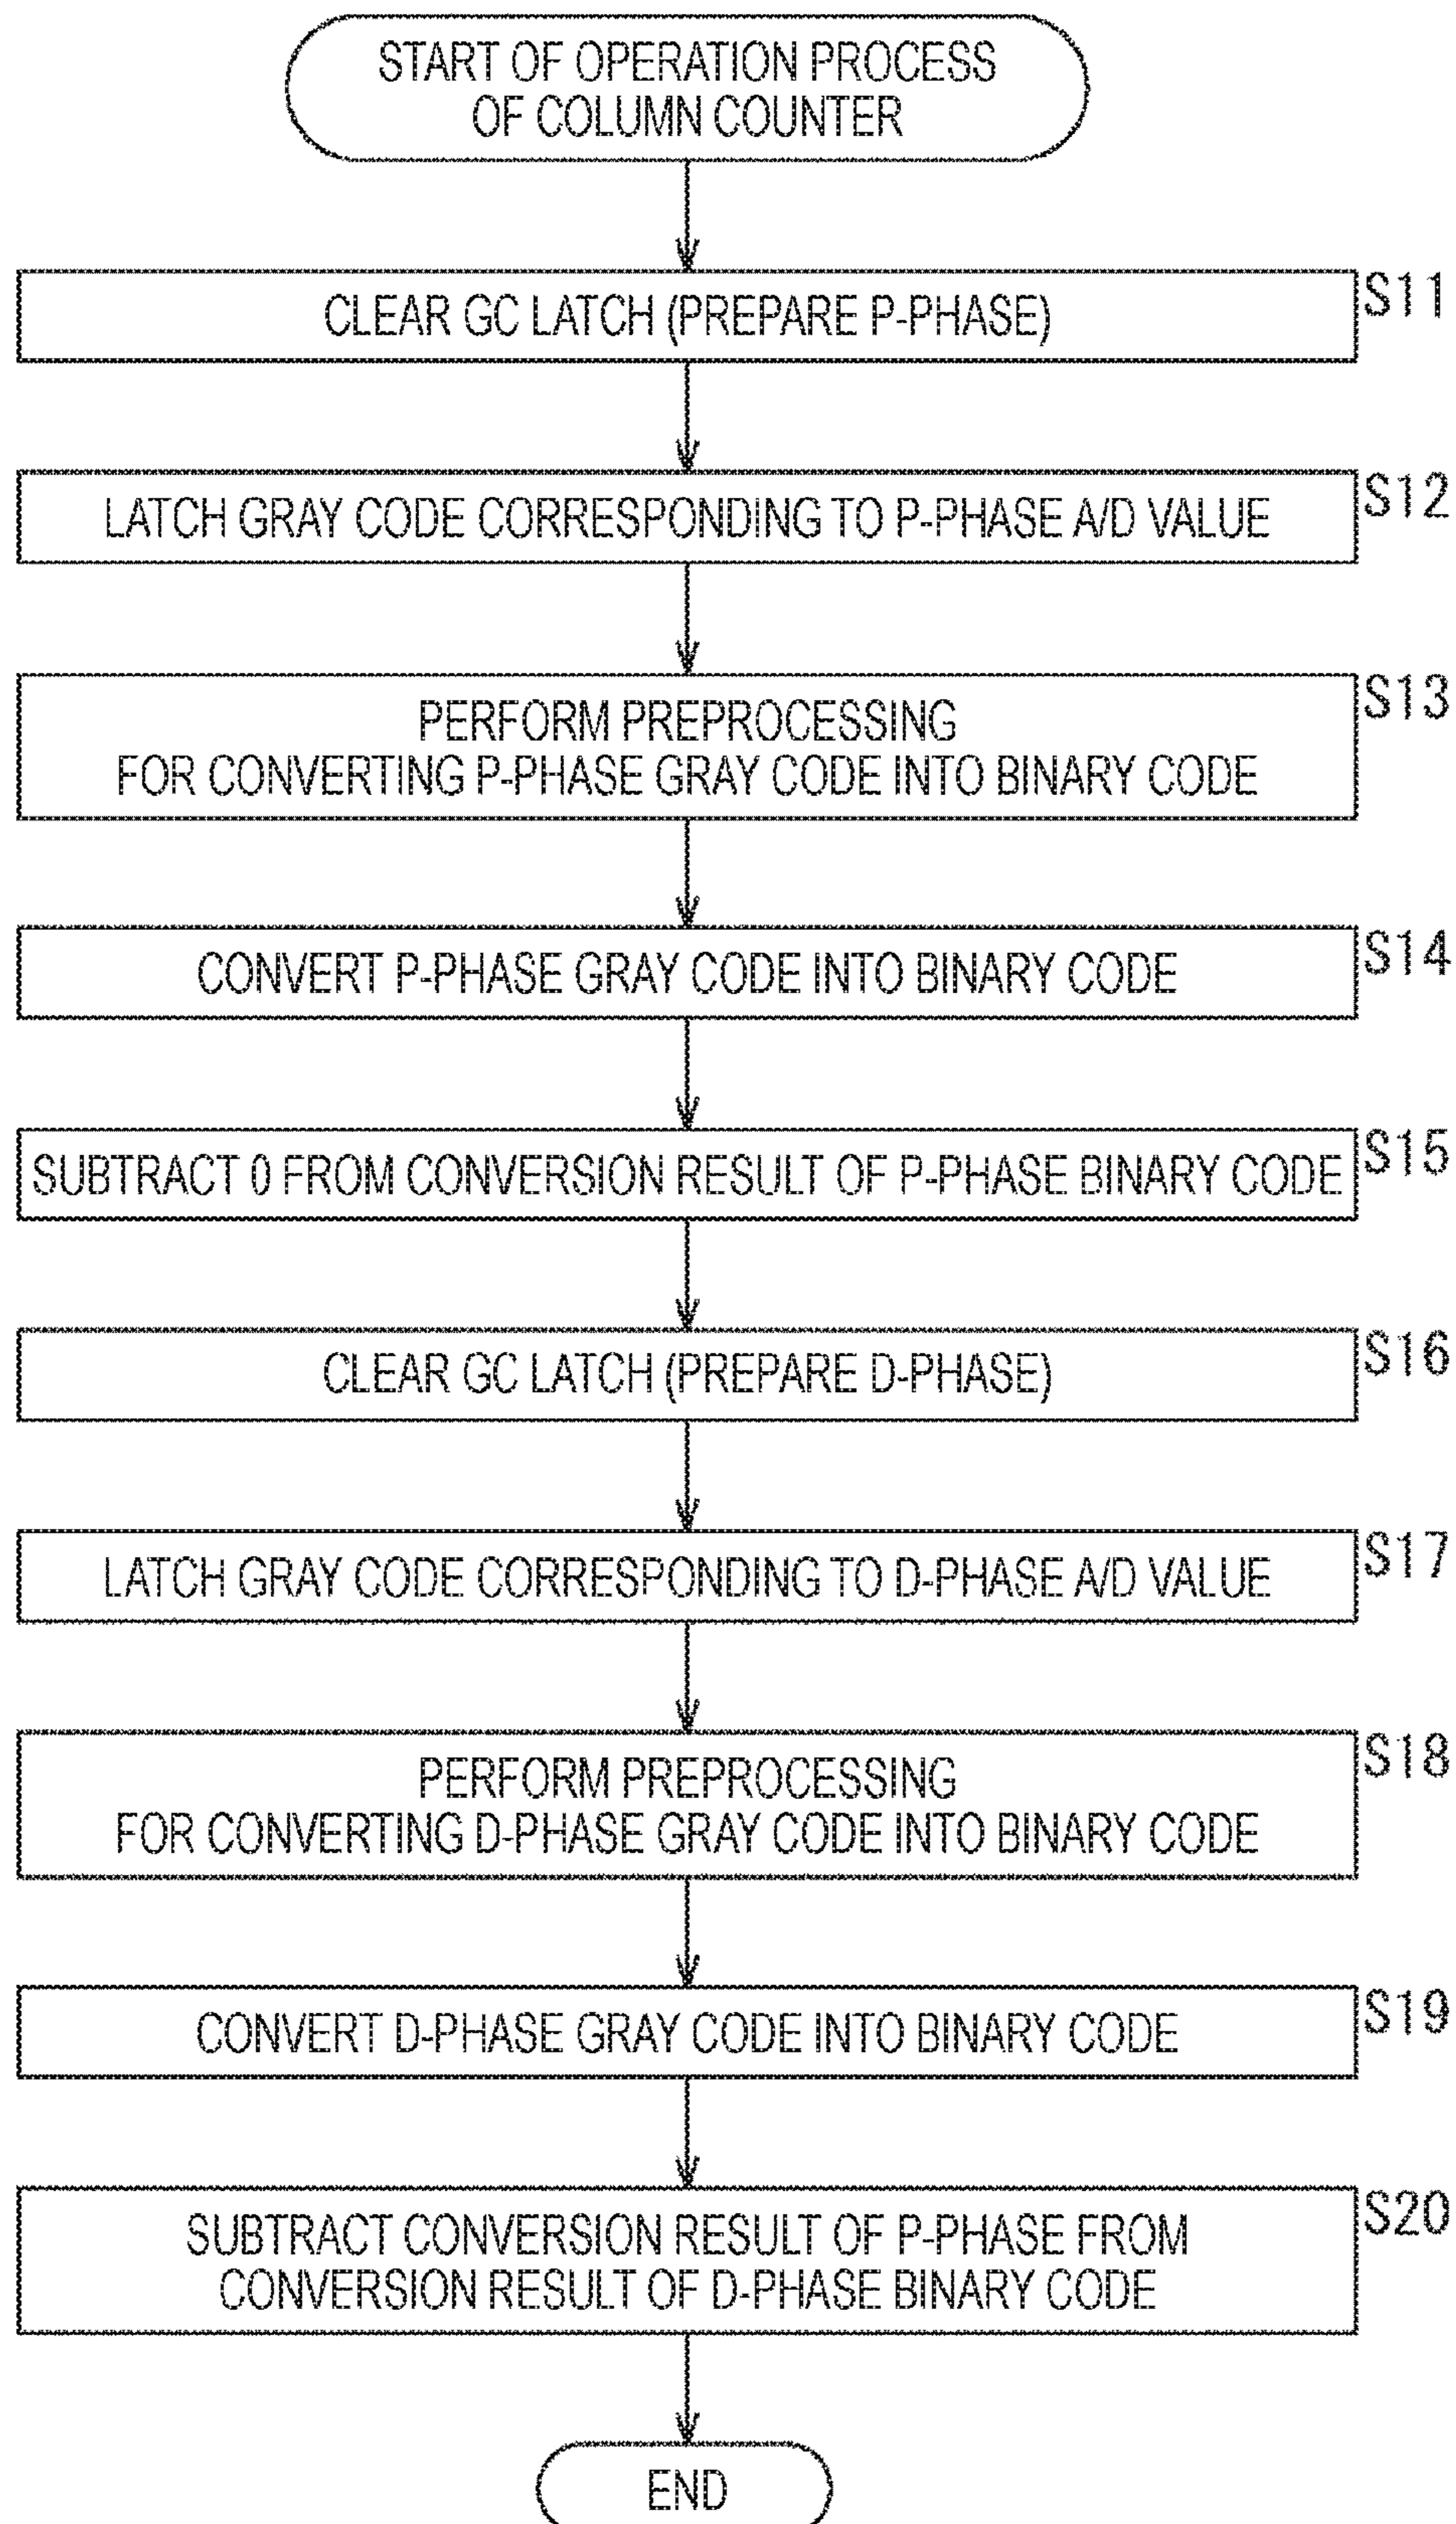 START OF OPERATION PROCESS
OF COLUMN COUNTER
CLEAR GC LATCH (PREPARE P-PHASE)
S11
LATCH GRAY CODE CORRESPONDING TO P-PHASE A/D VALUE
S12
PERFORM PREPROCESSING
FOR CONVERTING P-PHASE GRAY CODE INTO BINARY CODE
S13
CONVERT P-PHASE GRAY CODE INTO BINARY CODE
S14
SUBTRACT 0 FROM CONVERSION RESULT OF P-PHASE BINARY CODE
S15
CLEAR GC LATCH (PREPARE D-PHASE)
S16
LATCH GRAY CODE CORRESPONDING TO D-PHASE A/D VALUE
S17
PERFORM PREPROCESSING
FOR CONVERTING D-PHASE GRAY CODE INTO BINARY CODE
S18
CONVERT D-PHASE GRAY CODE INTO BINARY CODE
S19
SUBTRACT CONVERSION RESULT OF P-PHASE FROM
CONVERSION RESULT OF D-PHASE BINARY CODE
S20
END